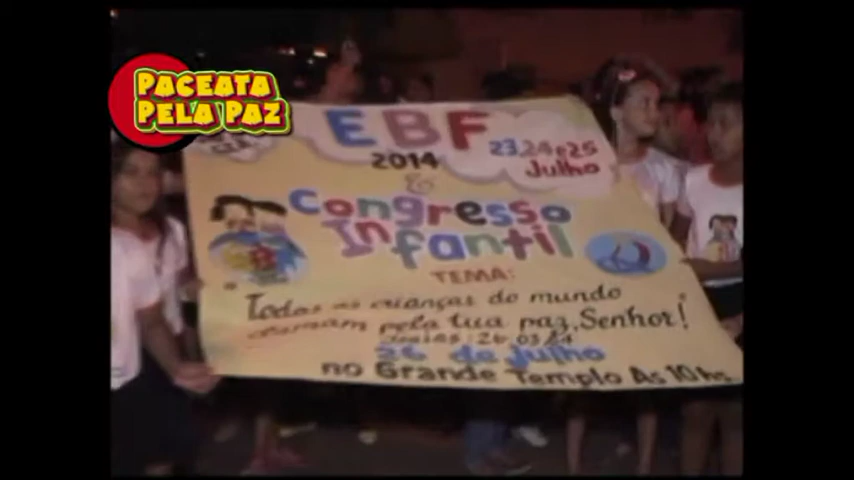 PACEATA
PELA PAZ
EBF
2014
23,24 e 25
Julho
&
Congresso
Infantil
TEMA:
Todas as crianças do mundo
clamam pela tua paz, Senhor!
26 de Julho
no Grande Templo As 10 hs